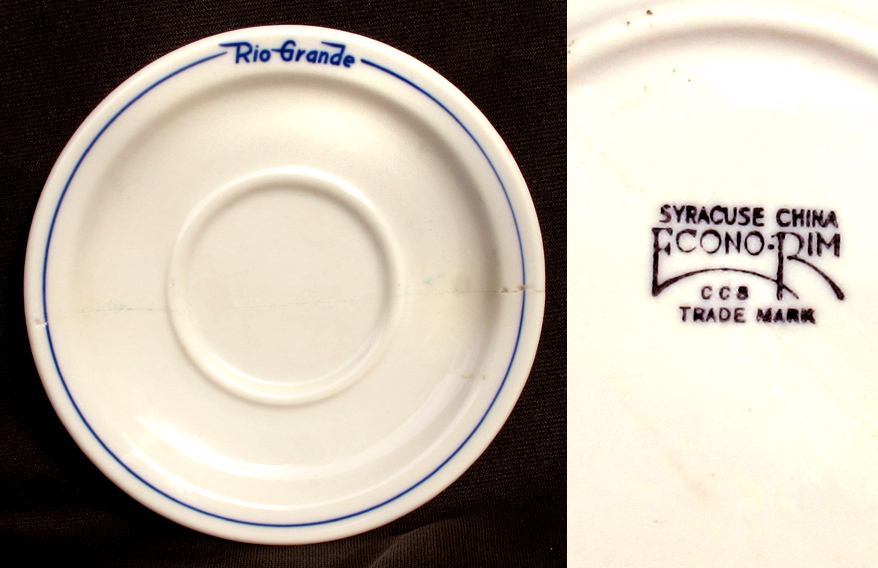 Rio Grande
SYRACUSE CHINA
ECONO-RIM
CC8
TRADE MARK